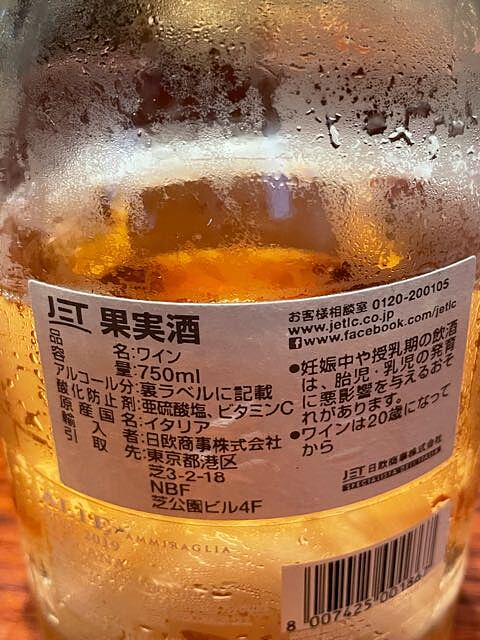 JET 果実酒
品名:ワイン
容量:750ml
アルコール分:裏ラベルに記載
酸化防止剤:亜硫酸塩、ビタミンC
原産国名:イタリア
輸入者:日欧商事株式会社
引取先:東京都港区
芝3-2-18
NBF
芝公園ビル4F
お客様相談室 0120-200105
www.jetlc.co.jp
www.facebook.com/jetlc
●妊娠中や授乳期の飲酒
は、胎児・乳児の発育
に悪影響を与えるおそ
れがあります。
●ワインは20歳になって
から
JET 日欧商事株式会社
SPECIALISTA DELL'ITALIA
2019
AMMIRAGLIA